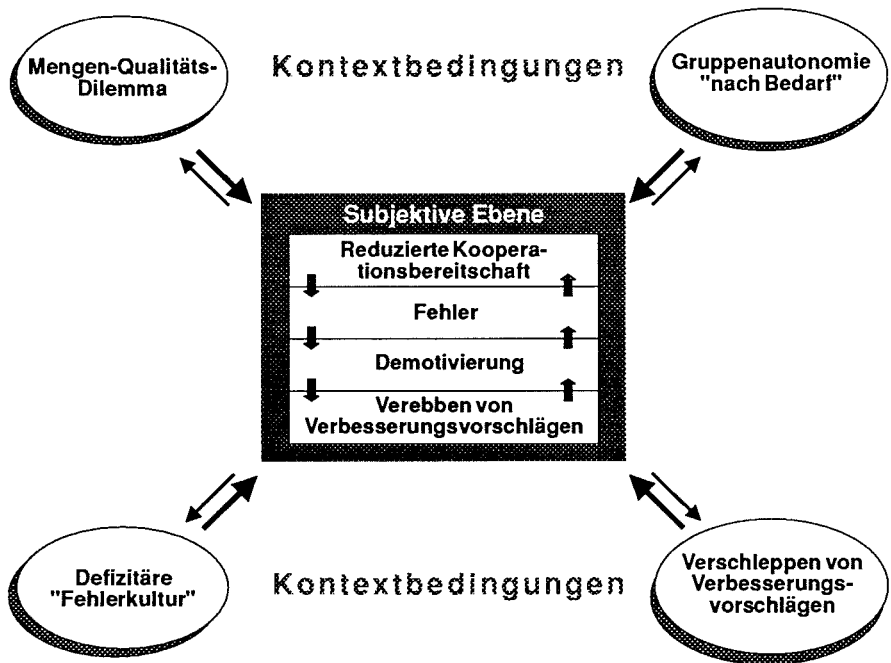 Mengen-Qualitäts-
Dilemma
Kontextbedingungen
Gruppenautonomie
"nach Bedarf"
Subjektive Ebene
Reduzierte Koopera-
tionsbereitschaft
Fehler
Demotivierung
Verebben von
Verbesserungsvorschlägen
Defizitäre
"Fehlerkultur"
Kontextbedingungen
Verschleppen von
Verbesserungs-
vorschlägen